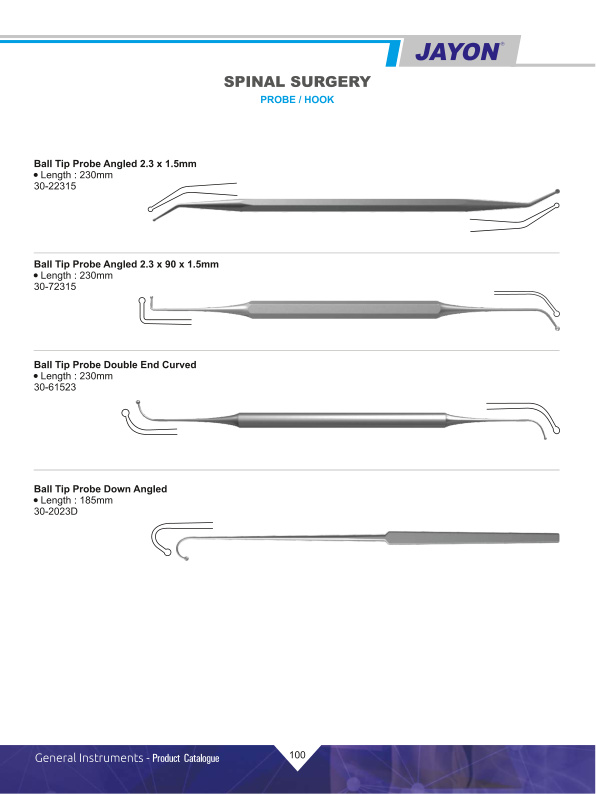 JAYON®
SPINAL SURGERY
PROBE / HOOK
Ball Tip Probe Angled 2.3 x 1.5mm
• Length : 230mm
30-22315
Ball Tip Probe Angled 2.3 x 90 x 1.5mm
• Length : 230mm
30-72315
Ball Tip Probe Double End Curved
• Length : 230mm
30-61523
Ball Tip Probe Down Angled
• Length : 185mm
30-2023D
General Instruments - Product Catalogue
100